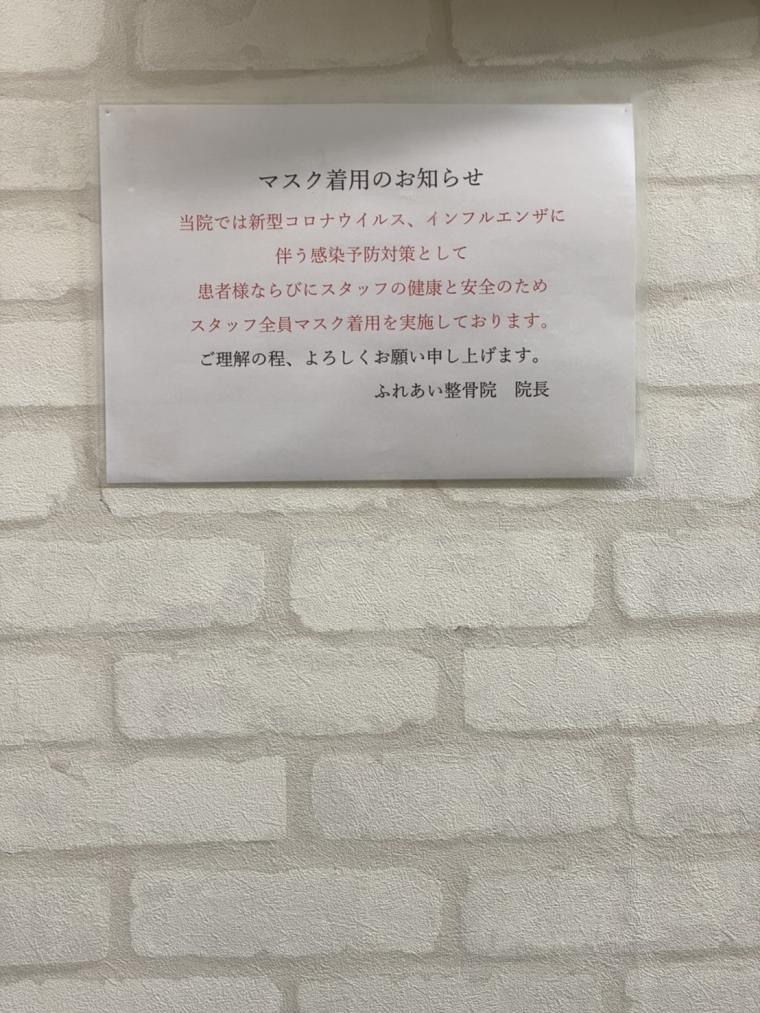 マスク着用のお知らせ
当院では新型コロナウイルス、インフルエンザに
伴う感染予防対策として
患者様ならびにスタッフの健康と安全のため
スタッフ全員マスク着用を実施しております。
ご理解の程、よろしくお願い申し上げます。
ふれあい整骨院　院長